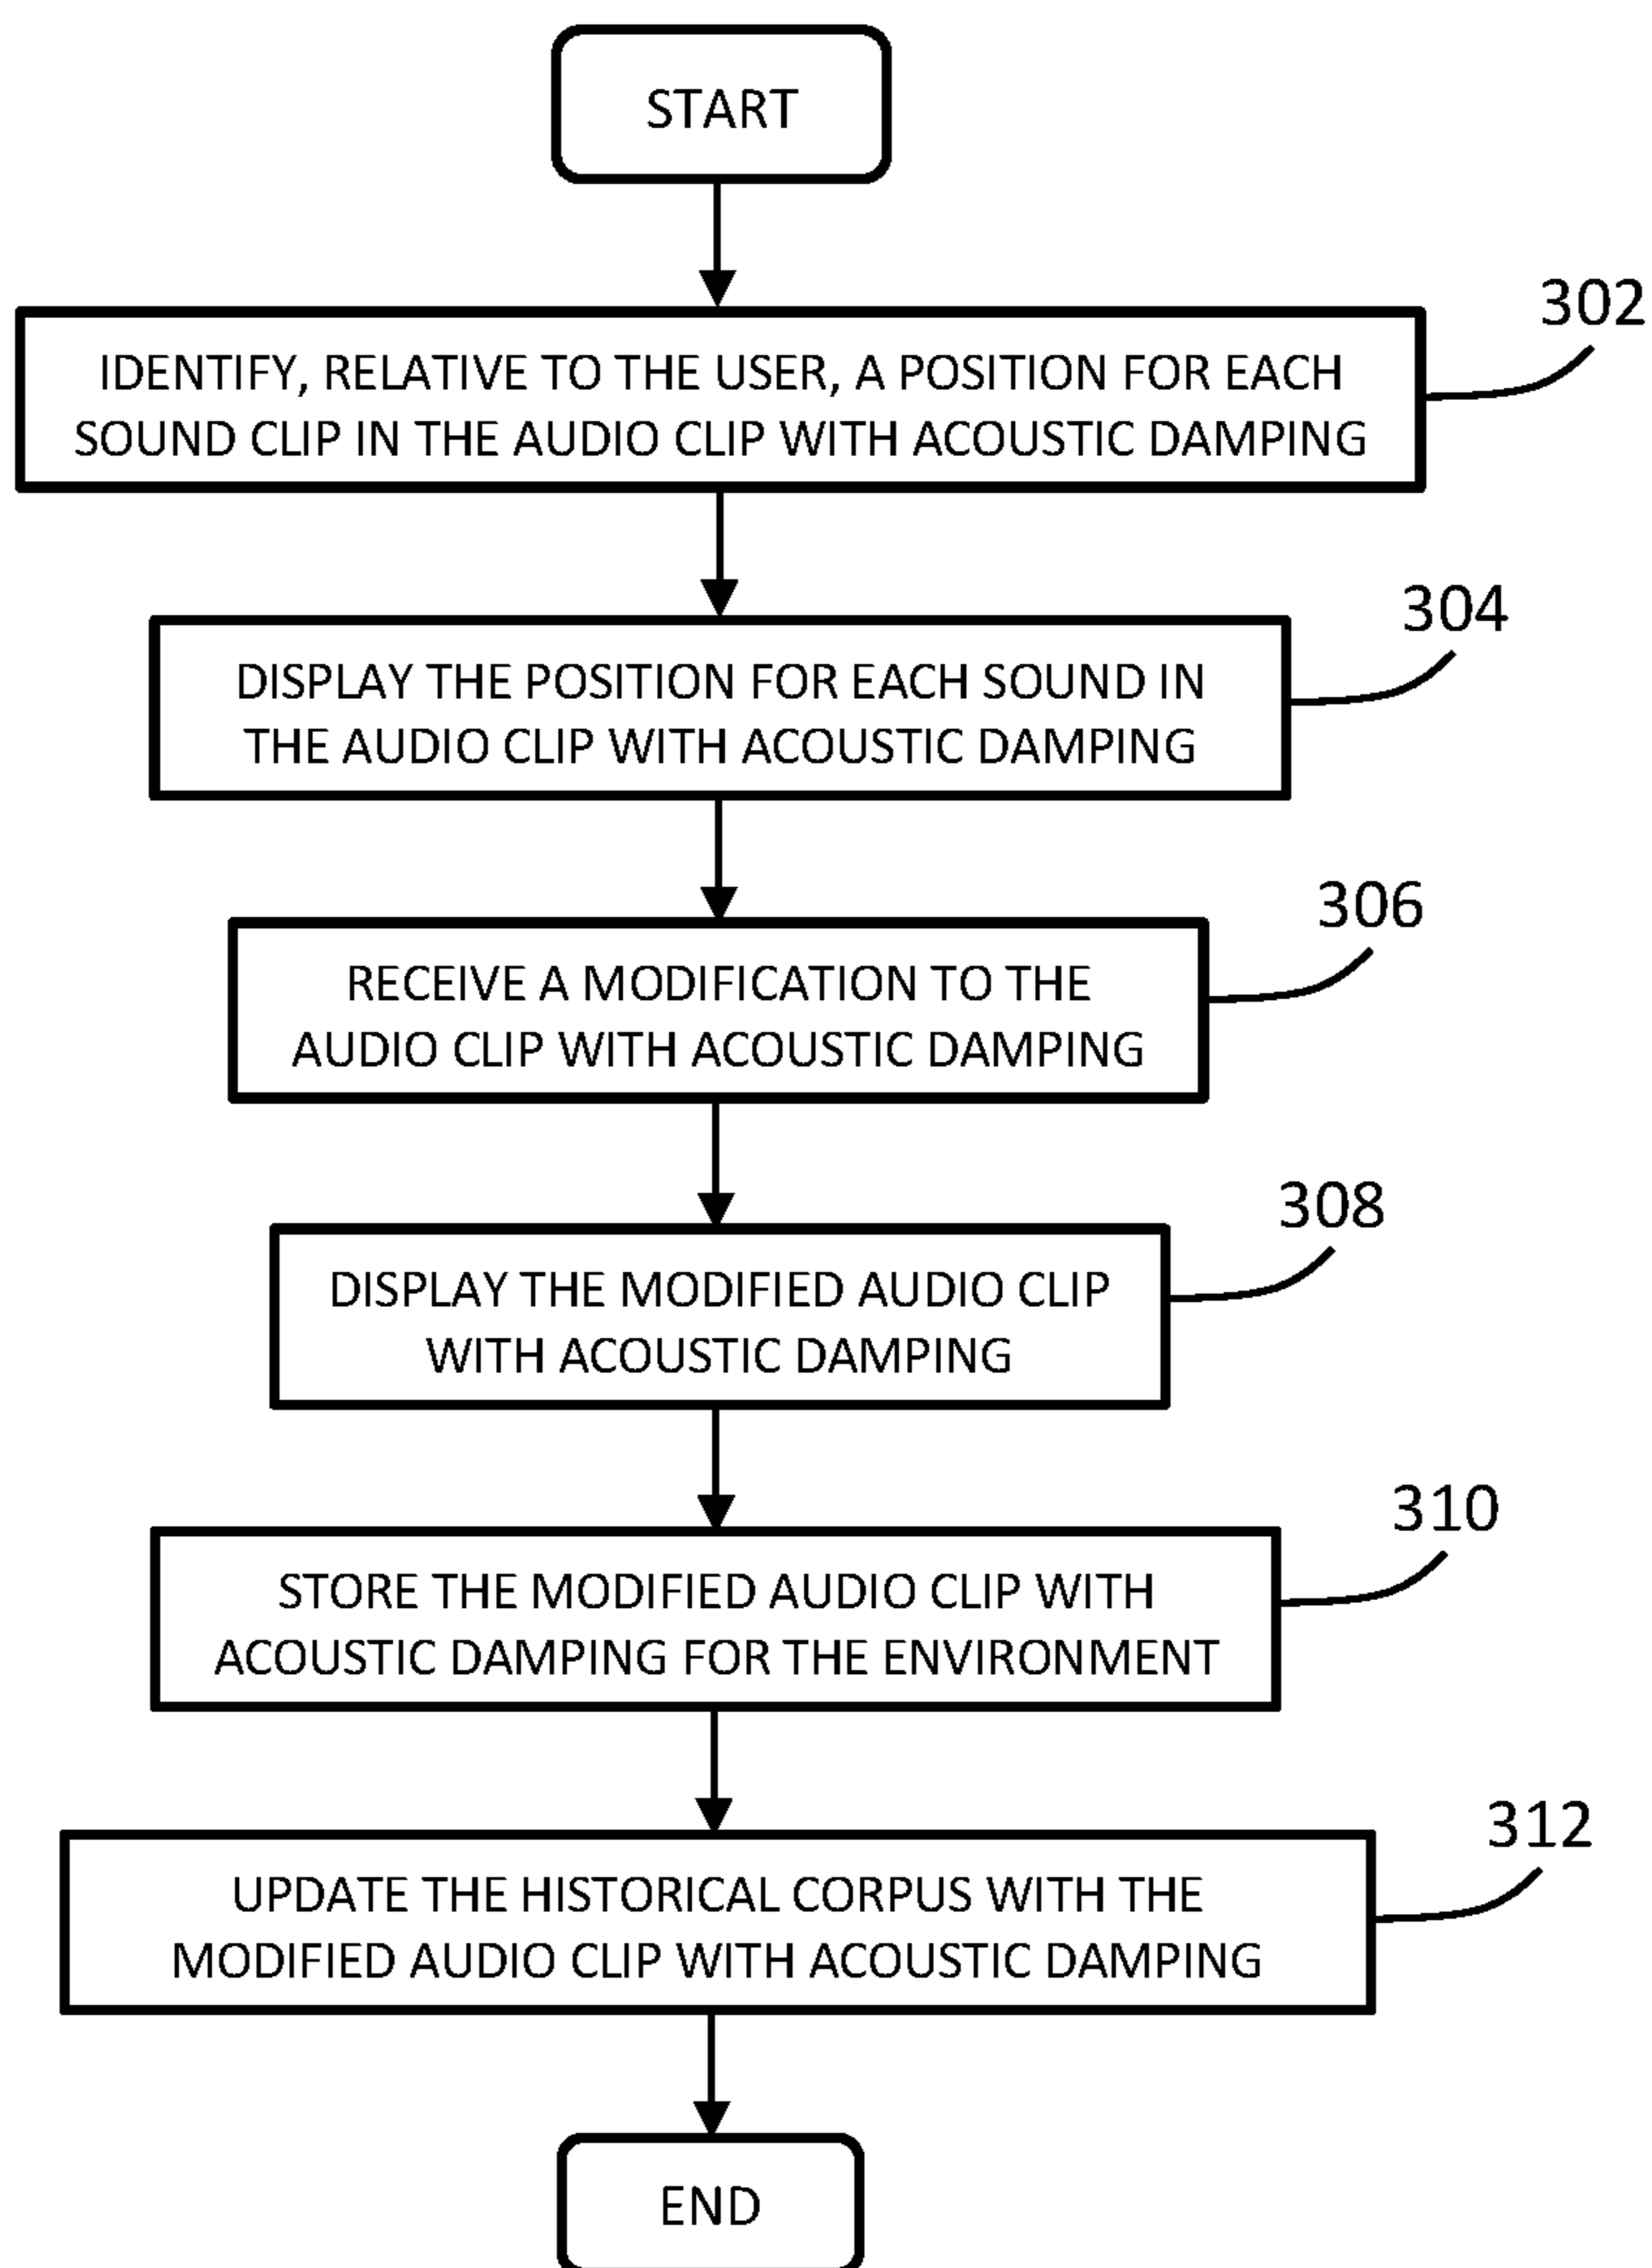 START
302
IDENTIFY, RELATIVE TO THE USER, A POSITION FOR EACH
SOUND CLIP IN THE AUDIO CLIP WITH ACOUSTIC DAMPING
304
DISPLAY THE POSITION FOR EACH SOUND IN
THE AUDIO CLIP WITH ACOUSTIC DAMPING
306
RECEIVE A MODIFICATION TO THE
AUDIO CLIP WITH ACOUSTIC DAMPING
308
DISPLAY THE MODIFIED AUDIO CLIP
WITH ACOUSTIC DAMPING
310
STORE THE MODIFIED AUDIO CLIP WITH
ACOUSTIC DAMPING FOR THE ENVIRONMENT
312
UPDATE THE HISTORICAL CORPUS WITH THE
MODIFIED AUDIO CLIP WITH ACOUSTIC DAMPING
END